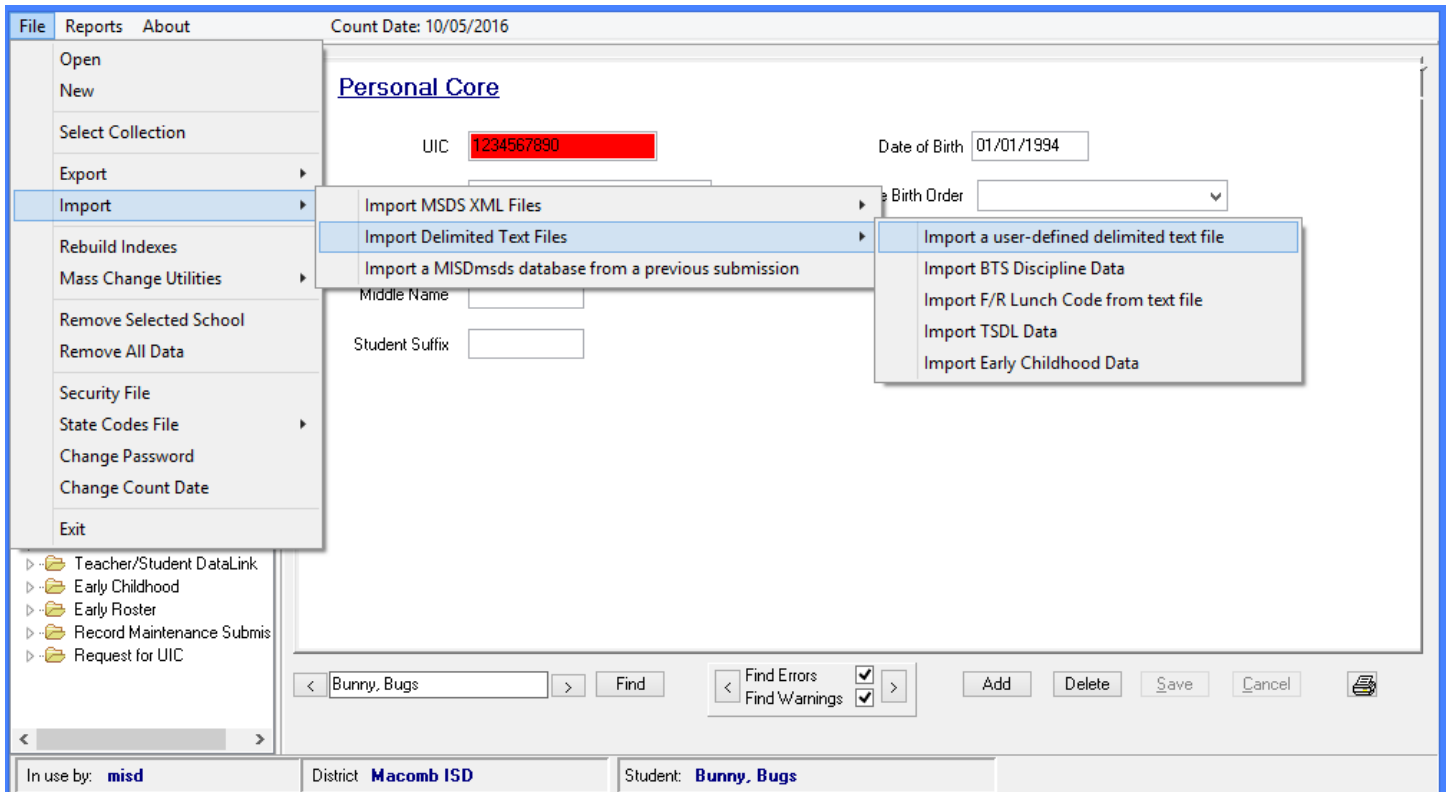 File Reports About Count Date: 10/05/2016
Open
New
Select Collection
Export
Import
Rebuild Indexes
Mass Change Utilities
Remove Selected School
Remove All Data
Security File
State Codes File
Change Password
Change Count Date
Exit
Import MSDS XML Files
Import Delimited Text Files
Import a MISDmsds database from a previous submission
Import a user-defined delimited text file
Import BTS Discipline Data
Import F/R Lunch Code from text file
Import TSDL Data
Import Early Childhood Data
Personal Core
UIC 1234567890 Date of Birth 01/01/1994
Birth Order
Middle Name
Student Suffix
Teacher/Student DataLink
Early Childhood
Early Roster
Record Maintenance Submis
Request for UIC
< Bunny, Bugs > Find < Find Errors > Add Delete Save Cancel
Find Warnings
In use by: misd District Macomb ISD Student: Bunny, Bugs